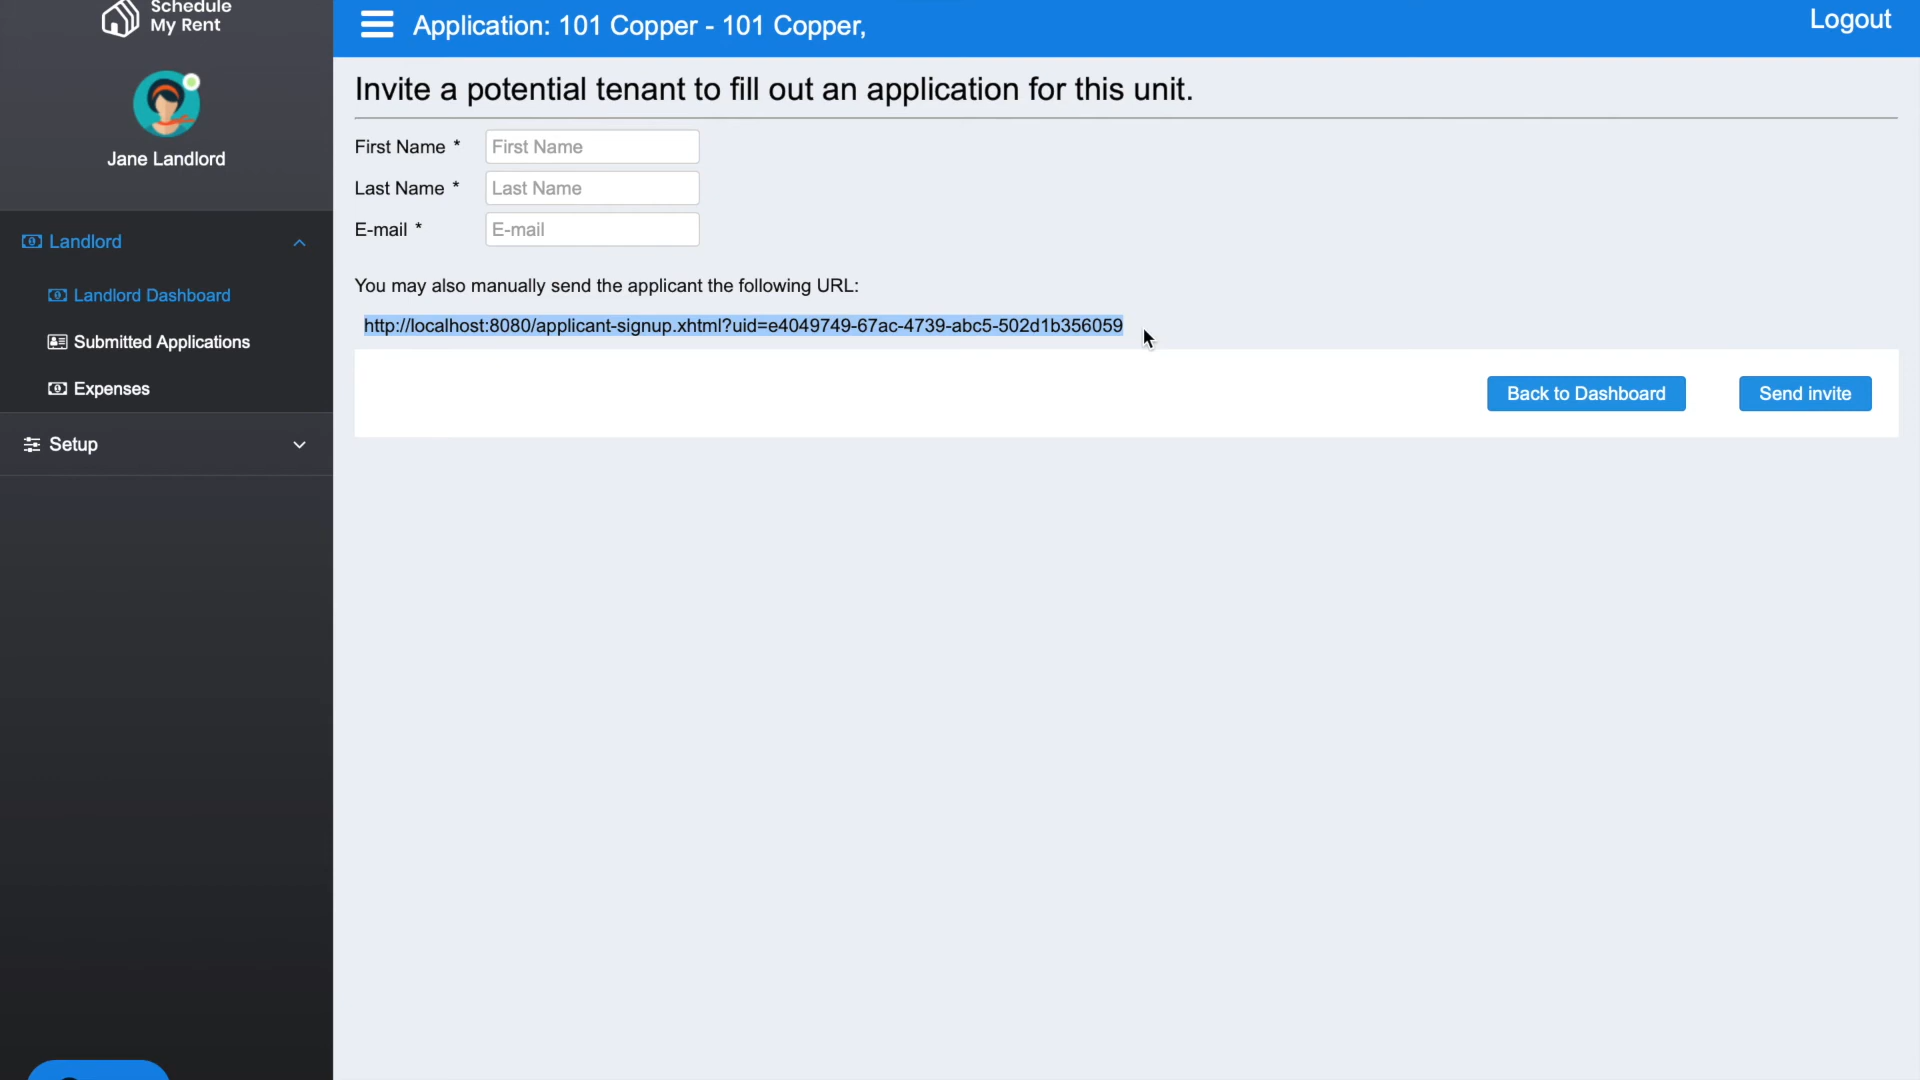 Schedule
My Rent
Application: 101 Copper - 101 Copper,
Logout
Jane Landlord
Landlord
Landlord Dashboard
Submitted Applications
Expenses
Setup
Invite a potential tenant to fill out an application for this unit.
First Name * First Name
Last Name * Last Name
E-mail * E-mail
You may also manually send the applicant the following URL:
http://localhost:8080/applicant-signup.xhtml?uid=e4049749-67ac-4739-abc5-502d1b356059
Back to Dashboard
Send invite